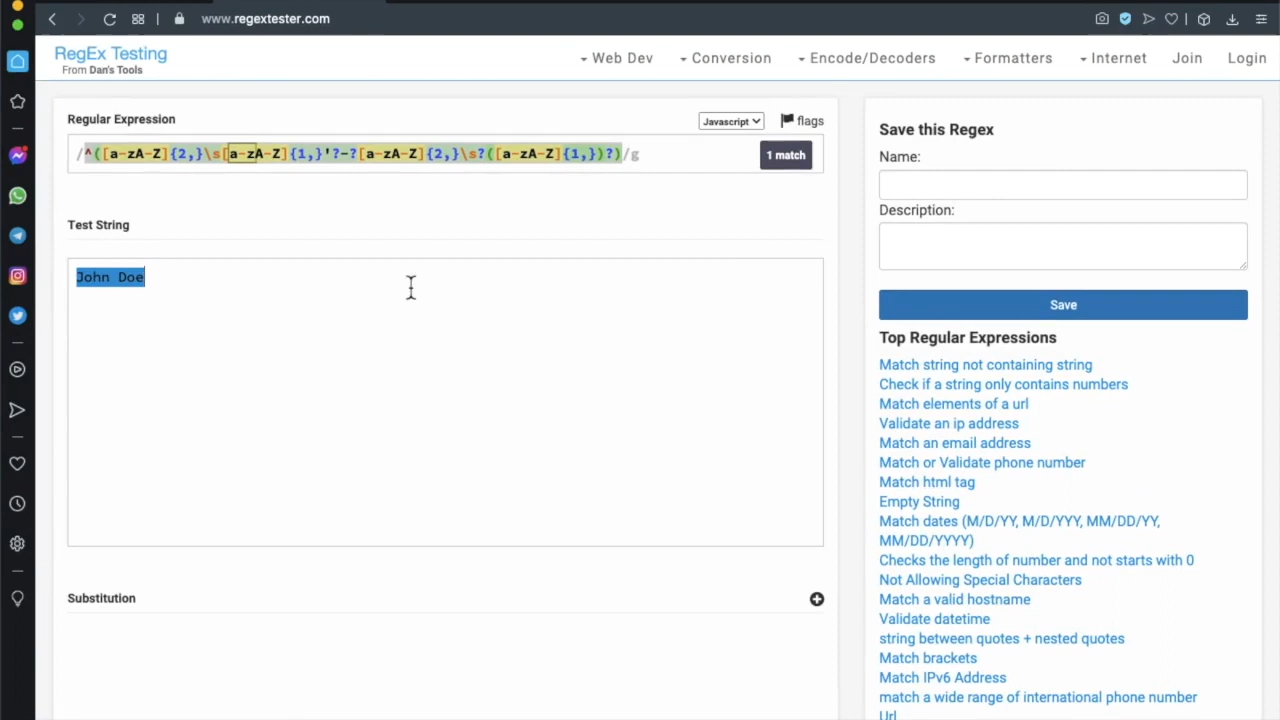 www.regextester.com
RegEx Testing
From Dan's Tools
Web Dev
Conversion
Encode/Decoders
Formatters
Internet
Join
Login
Regular Expression
Javascript
flags
/^([a-zA-Z]{2,}\s[a-zA-Z]{1,}'?-?[a-zA-Z]{2,}\s?([a-zA-Z]{1,})?)/g
1 match
Test String
John Doe
Substitution
Save this Regex
Name:
Description:
Save
Top Regular Expressions
Match string not containing string
Check if a string only contains numbers
Match elements of a url
Validate an ip address
Match an email address
Match or Validate phone number
Match html tag
Empty String
Match dates (M/D/YY, M/D/YYY, MM/DD/YY,
MM/DD/YYYY)
Checks the length of number and not starts with 0
Not Allowing Special Characters
Match a valid hostname
Validate datetime
string between quotes + nested quotes
Match brackets
Match IPv6 Address
match a wide range of international phone number
Url